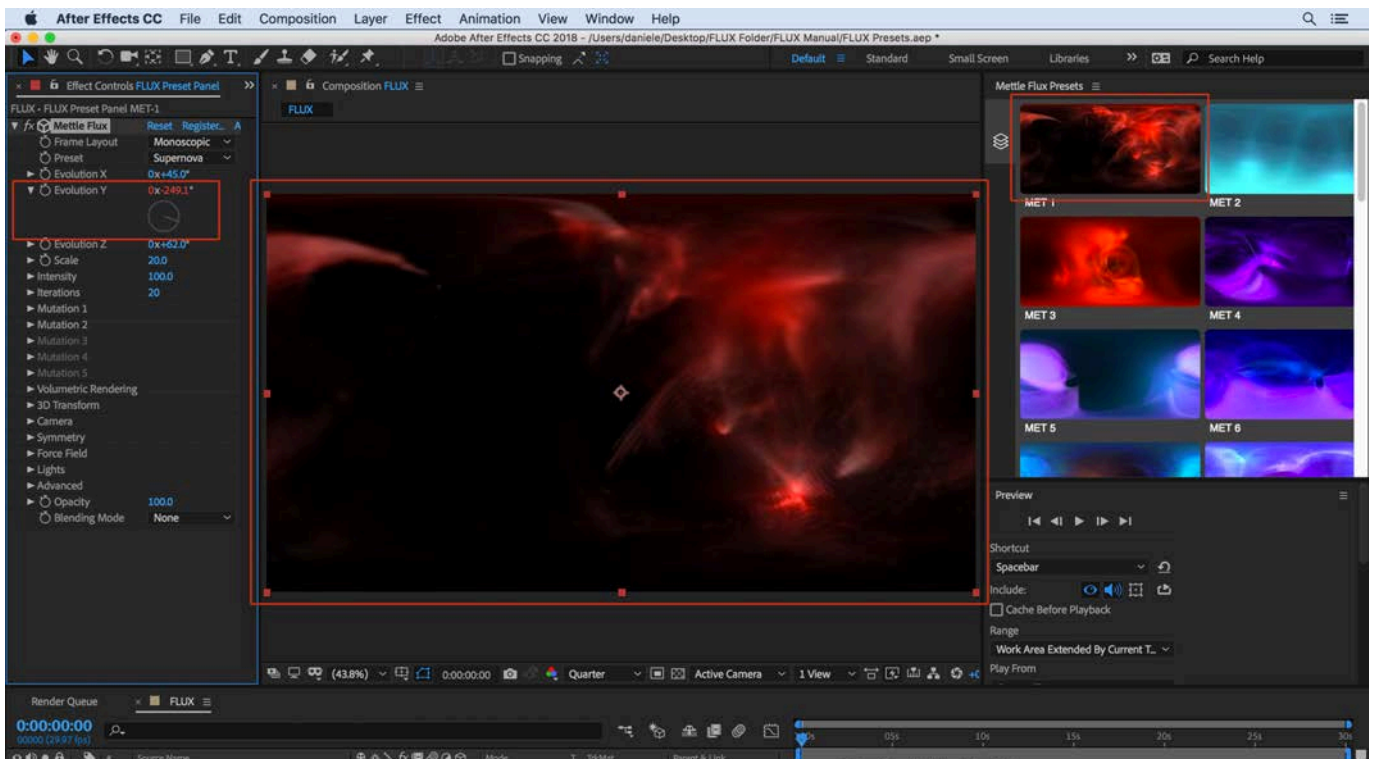 After Effects CC File Edit Composition Layer Effect Animation View Window Help
Adobe After Effects CC 2018 - /Users/daniele/Desktop/FLUX Folder/FLUX Manual/FLUX Presets.aep *
Snapping Default Standard Small Screen Libraries Search Help
Effect Controls FLUX Preset Panel
Composition FLUX
Mettle Flux Presets
FLUX • FLUX Preset Panel MET-1
FLUX
fx Mettle Flux Reset Register... A
Frame Layout Monoscopic
Preset Supernova
Evolution X 0x+45.0°
Evolution Y 0x-249.1°
Evolution Z 0x+62.0°
Scale 20.0
Intensity 100.0
Iterations 20
Mutation 1
Mutation 2
Mutation 3
Mutation 4
Mutation 5
Volumetric Rendering
3D Transform
Camera
Symmetry
Force Field
Lights
Advanced
Opacity 100.0
Blending Mode None
MET 1 MET 2
MET 3 MET 4
MET 5 MET 6
Preview
Shortcut
Spacebar
Include:
Cache Before Playback
Range
Work Area Extended By Current T...
Play From
(43.8%) 0:00:00:00 Quarter Active Camera 1 View
Render Queue FLUX
0:00:00:00
00000 (29.97 fps)
05s 10s 15s 20s 25s 30s
Source Name Mode T TrkMat Parent & Link